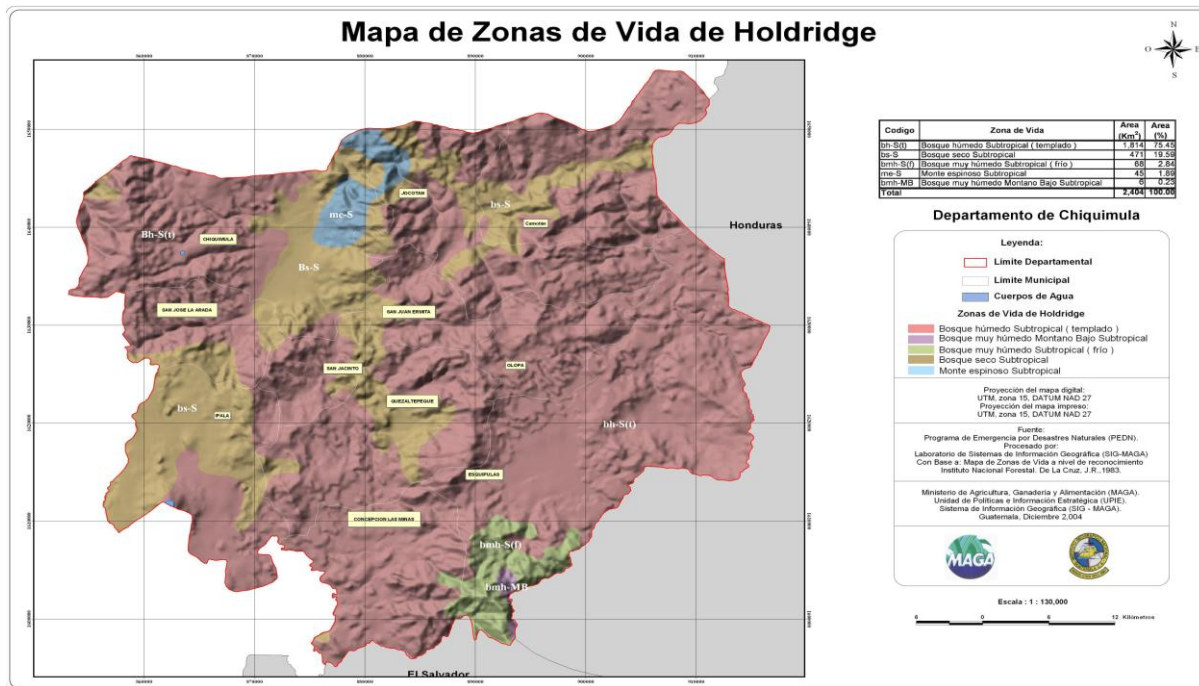 Mapa de Zonas de Vida de Holdridge
N
O
E
S
Codigo Zona de Vida Área (Km²) Área (%)
bh-S(t) Bosque húmedo Subtropical ( templado ) 1,814 75.45
bs-S Bosque seco Subtropical 471 19.59
bmh-S(f) Bosque muy húmedo Subtropical ( frío ) 68 2.84
me-S Monte espinoso Subtropical 45 1.89
bmh-MB Bosque muy húmedo Montano Bajo Subtropical 6 0.23
Total 2,404 100.00
Departamento de Chiquimula
Leyenda:
Límite Departamental
Límite Municipal
Cuerpos de Agua
Zonas de Vida de Holdridge
Bosque húmedo Subtropical ( templado )
Bosque muy húmedo Montano Bajo Subtropical
Bosque muy húmedo Subtropical ( frío )
Bosque seco Subtropical
Monte espinoso Subtropical
Proyección del mapa digital:
UTM, zona 15, DATUM NAD 27
Proyección del mapa impreso:
UTM, zona 15, DATUM NAD 27
Fuente:
Programa de Emergencia por Desastres Naturales (PEDN).
Procesado por:
Laboratorio de Sistemas de Información Geográfica (SIG-MAGA)
Con Base a: Mapa de Zonas de Vida a nivel de reconocimiento
Instituto Nacional Forestal. De La Cruz, J.R.,1983.
Ministerio de Agricultura, Ganadería y Alimentación (MAGA).
Unidad de Políticas e Información Estratégica (UPIE).
Sistema de Información Geográfica (SIG - MAGA).
Guatemala, Diciembre 2,004
MAGA
Escala : 1 : 130,000
6 0 6 12 Kilómetros
JOCOTAN
me-S
bs-S
Camotán
Honduras
Bh-S(t)
CHIQUIMULA
Bs-S
SAN JOSÉ LA ARADA
SAN JUAN ERMITA
SAN JACINTO
OLOPA
QUEZALTEPEQUE
bs-S
IPALA
bh-S(t)
ESQUIPULAS
CONCEPCIÓN LAS MINAS
bmh-S(f)
bmh-MB
El Salvador